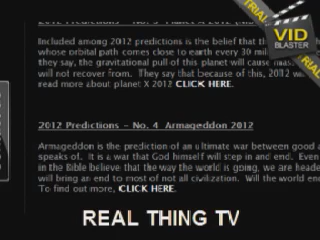 2012 Predictions - No. 3 Planet X 2012
TRIAL
VID
BLASTER
TRIAL
Included among 2012 predictions is the belief that th
whose orbital path comes close to earth every 30 mil
they say, the gravitational pull of this planet will cause mas
will not recover from. They say that because of this, 2012 w
read more about planet X 2012 CLICK HERE.
2012 Predictions - No. 4 Armageddon 2012
Armageddon is the prediction of an ultimate war between good a
speaks of. It is a war that God himself will step in and end. Even
in the Bible believe that the way the world is going, we are heade
will bring an end to most of not all civilization. Will the world end
To find out more, CLICK HERE.
REAL THING TV